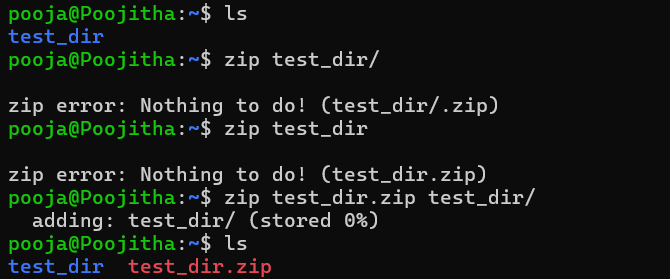 pooja@Poojitha:~$ ls
test_dir
pooja@Poojitha:~$ zip test_dir/
zip error: Nothing to do! (test_dir/.zip)
pooja@Poojitha:~$ zip test_dir
zip error: Nothing to do! (test_dir.zip)
pooja@Poojitha:~$ zip test_dir.zip test_dir/
  adding: test_dir/ (stored 0%)
pooja@Poojitha:~$ ls
test_dir  test_dir.zip